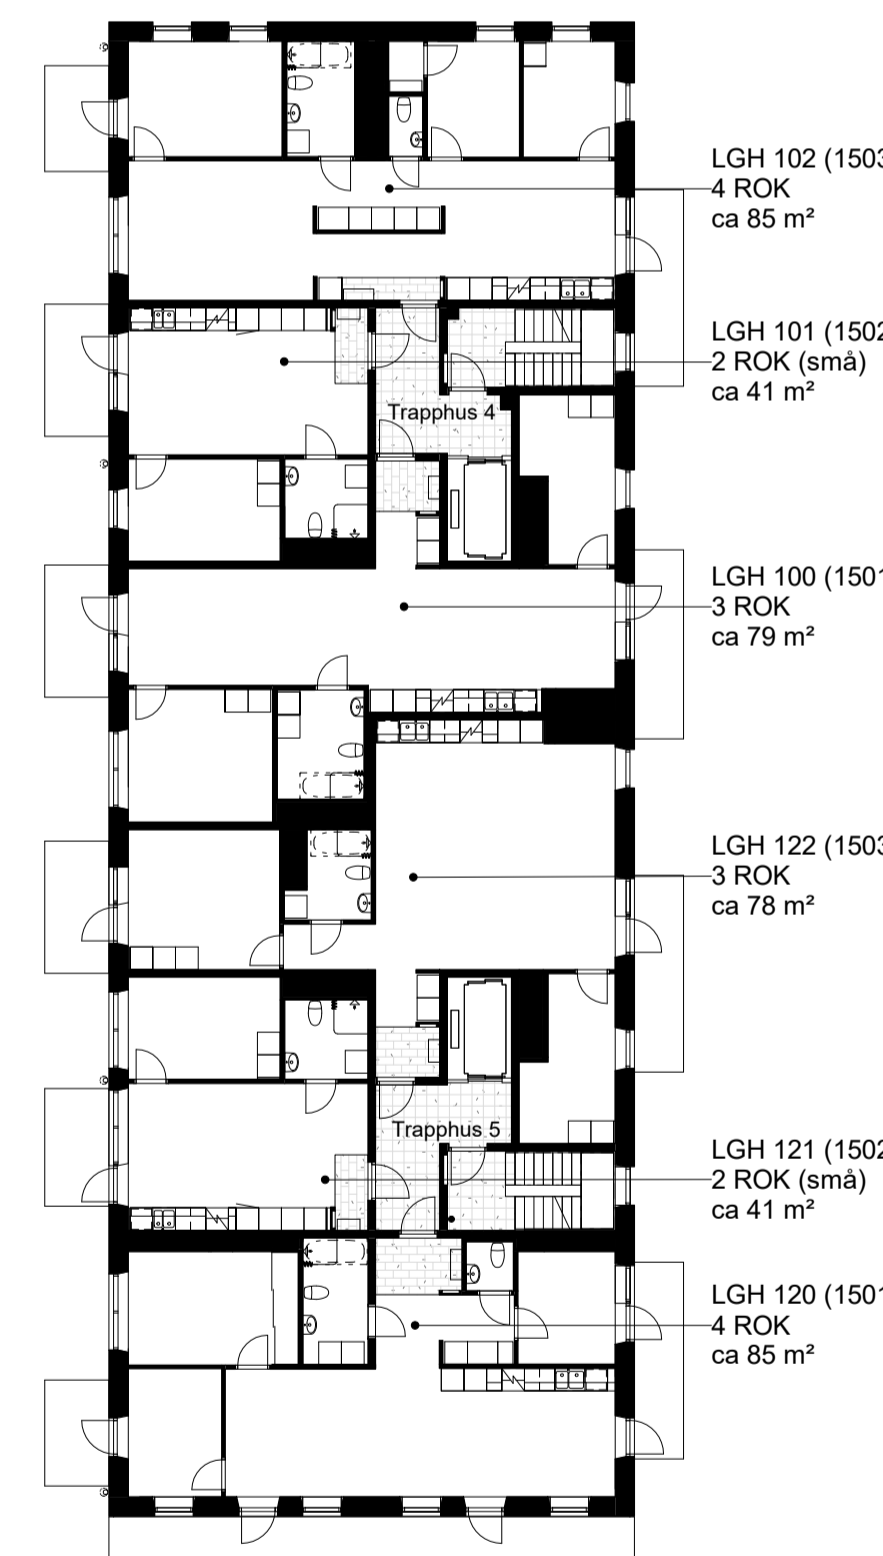 LGH 102 (1503
4 ROK
ca 85 m²
LGH 101 (1502
2 ROK (små)
ca 41 m²
Trapphus 4
LGH 100 (1501
3 ROK
ca 79 m²
LGH 122 (1503
3 ROK
ca 78 m²
Trapphus 5
LGH 121 (1502
2 ROK (små)
ca 41 m²
LGH 120 (1501
4 ROK
ca 85 m²